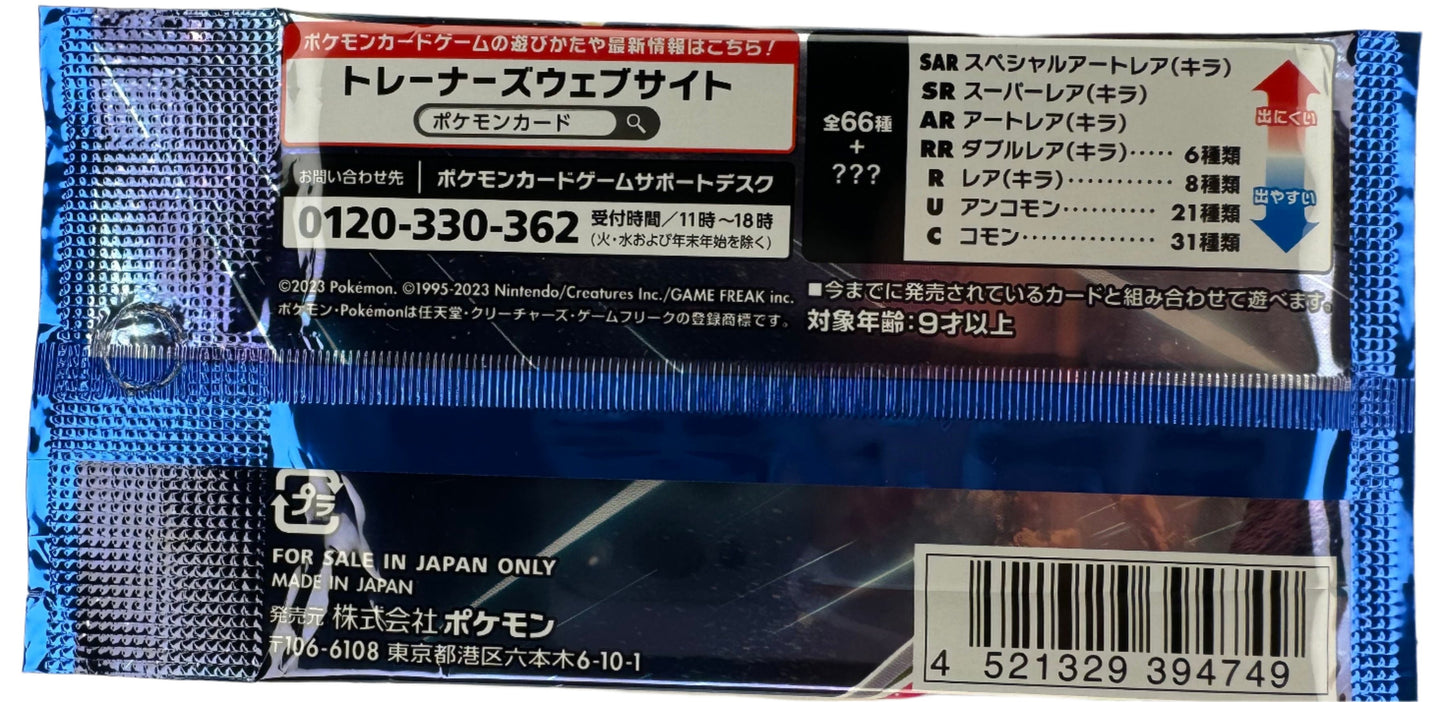 ポケモンカードゲームの遊びかたや最新情報はこちら!
トレーナーズウェブサイト
ポケモンカード
お問い合わせ先 ポケモンカードゲームサポートデスク
0120-330-362 受付時間/11時~18時
(火・水および年末年始を除く)
全66種
+
???
SAR スペシャルアートレア(キラ)
SR スーパーレア(キラ)
AR アートレア(キラ)
RR ダブルレア(キラ)····· 6種類
R レア(キラ)··········· 8種類
U アンコモン·········· 21種類
C コモン·············· 31種類
出にくい
出やすい
©2023 Pokémon. ©1995-2023 Nintendo/Creatures Inc./GAME FREAK inc.
ポケモン・Pokémonは任天堂・クリーチャーズ・ゲームフリークの登録商標です。
■今までに発売されているカードと組み合わせて遊べます。
対象年齢:9才以上
プラ
FOR SALE IN JAPAN ONLY
MADE IN JAPAN
発売元 株式会社ポケモン
〒106-6108 東京都港区六本木6-10-1
4 521329 394749